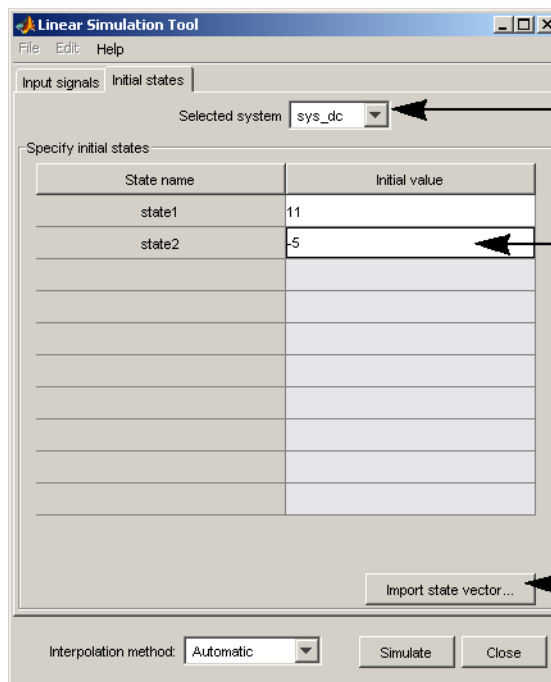 Linear Simulation Tool
File Edit Help
Input signals Initial states
Selected system sys_dc
Specify initial states
State name Initial value
state1 11
state2 -5
Import state vector...
Interpolation method: Automatic Simulate Close